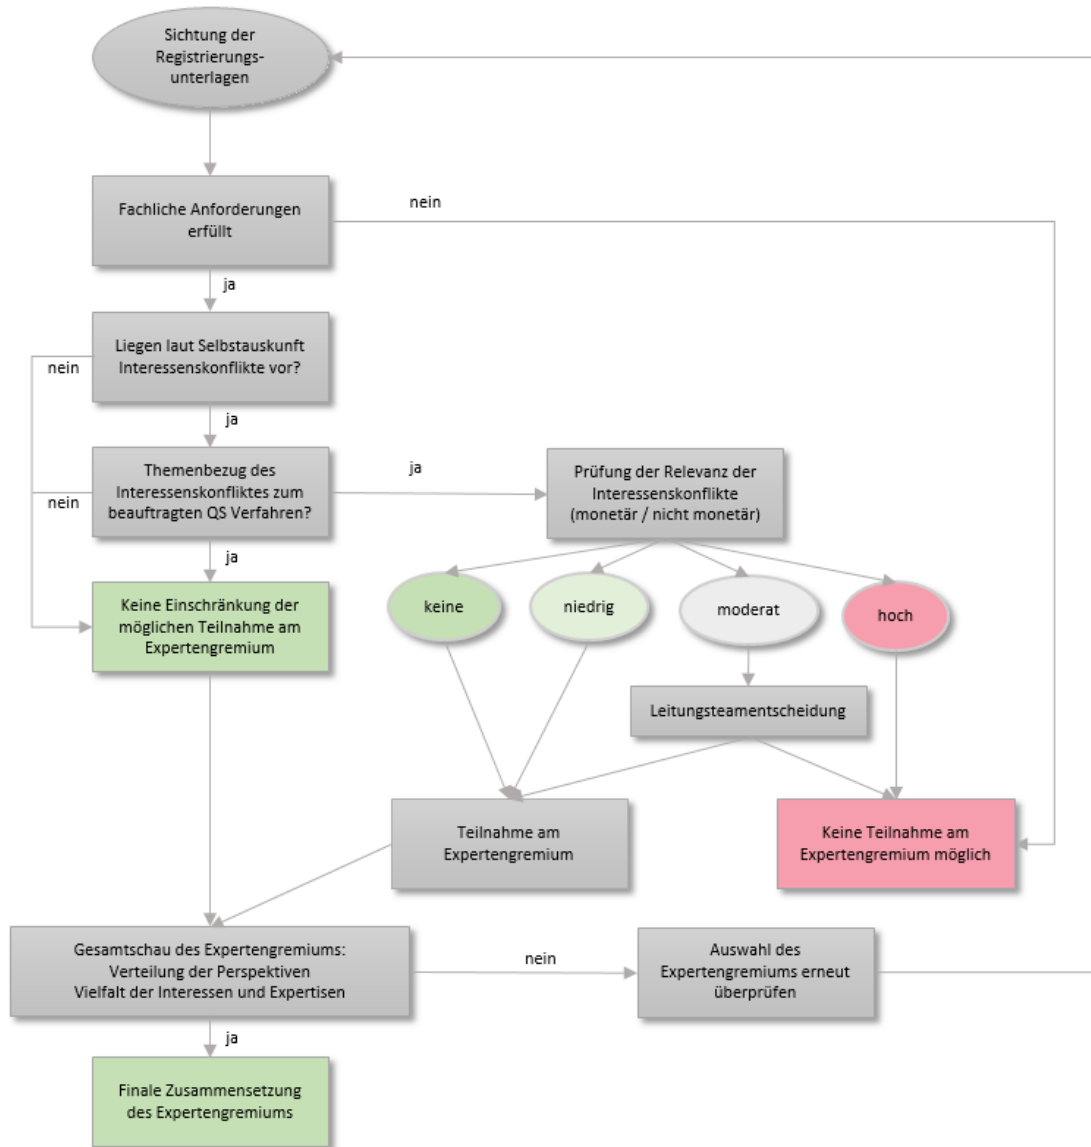 Sichtung der
Registrierungs-
unterlagen
Fachliche Anforderungen
erfüllt
nein
ja
Liegen laut Selbstauskunft
Interessenskonflikte vor?
nein
ja
Themenbezug des
Interessenskonfliktes zum
beauftragten QS Verfahren?
nein
ja
Prüfung der Relevanz der
Interessenskonflikte
(monetär / nicht monetär)
ja
Keine Einschränkung der
möglichen Teilnahme am
Expertengremium
keine
niedrig
moderat
hoch
Leitungsteamentscheidung
Teilnahme am
Expertengremium
Keine Teilnahme am
Expertengremium möglich
Gesamtschau des Expertengremiums:
Verteilung der Perspektiven
Vielfalt der Interessen und Expertisen
nein
Auswahl des
Expertengremiums erneut
überprüfen
ja
Finale Zusammensetzung
des Expertengremiums